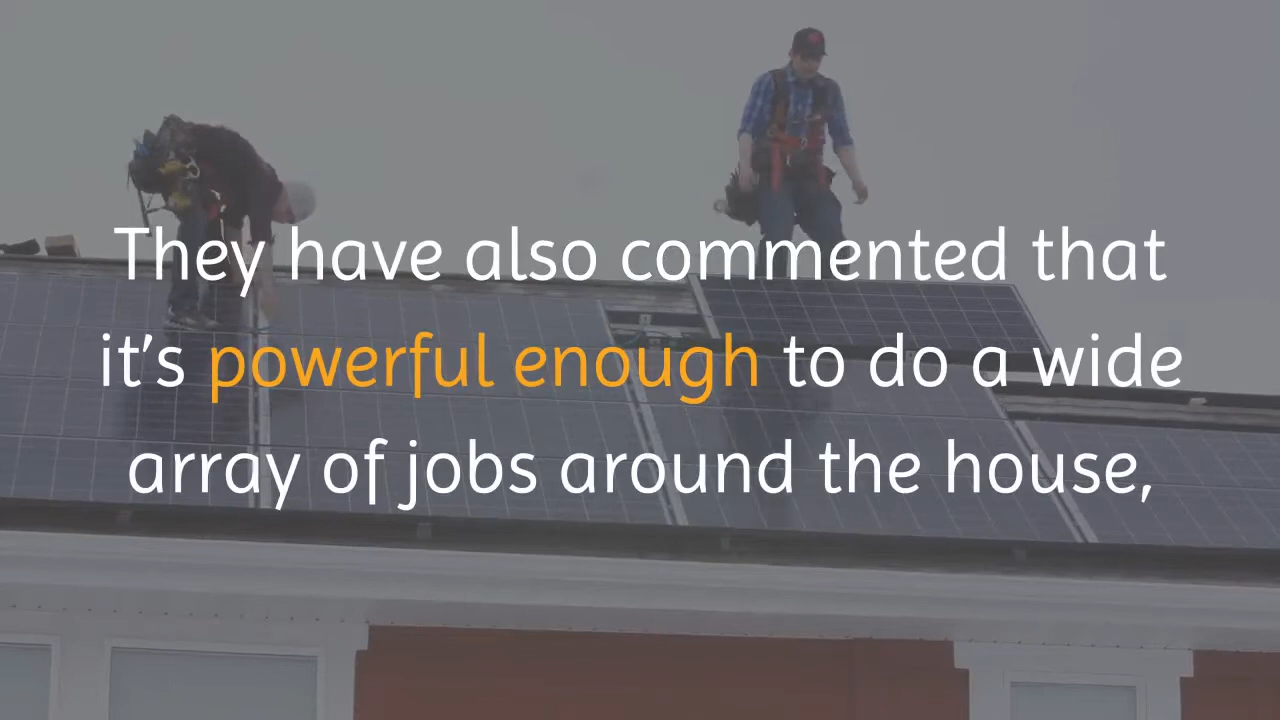 They have also commented that
it's powerful enough to do a wide
array of jobs around the house,